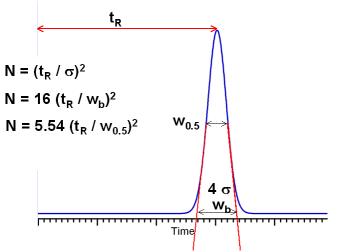 tR
N = (tR / σ)²
N = 16 (tR / wb)²
N = 5.54 (tR / w0.5)²
w0.5
4 σ
wb
Time